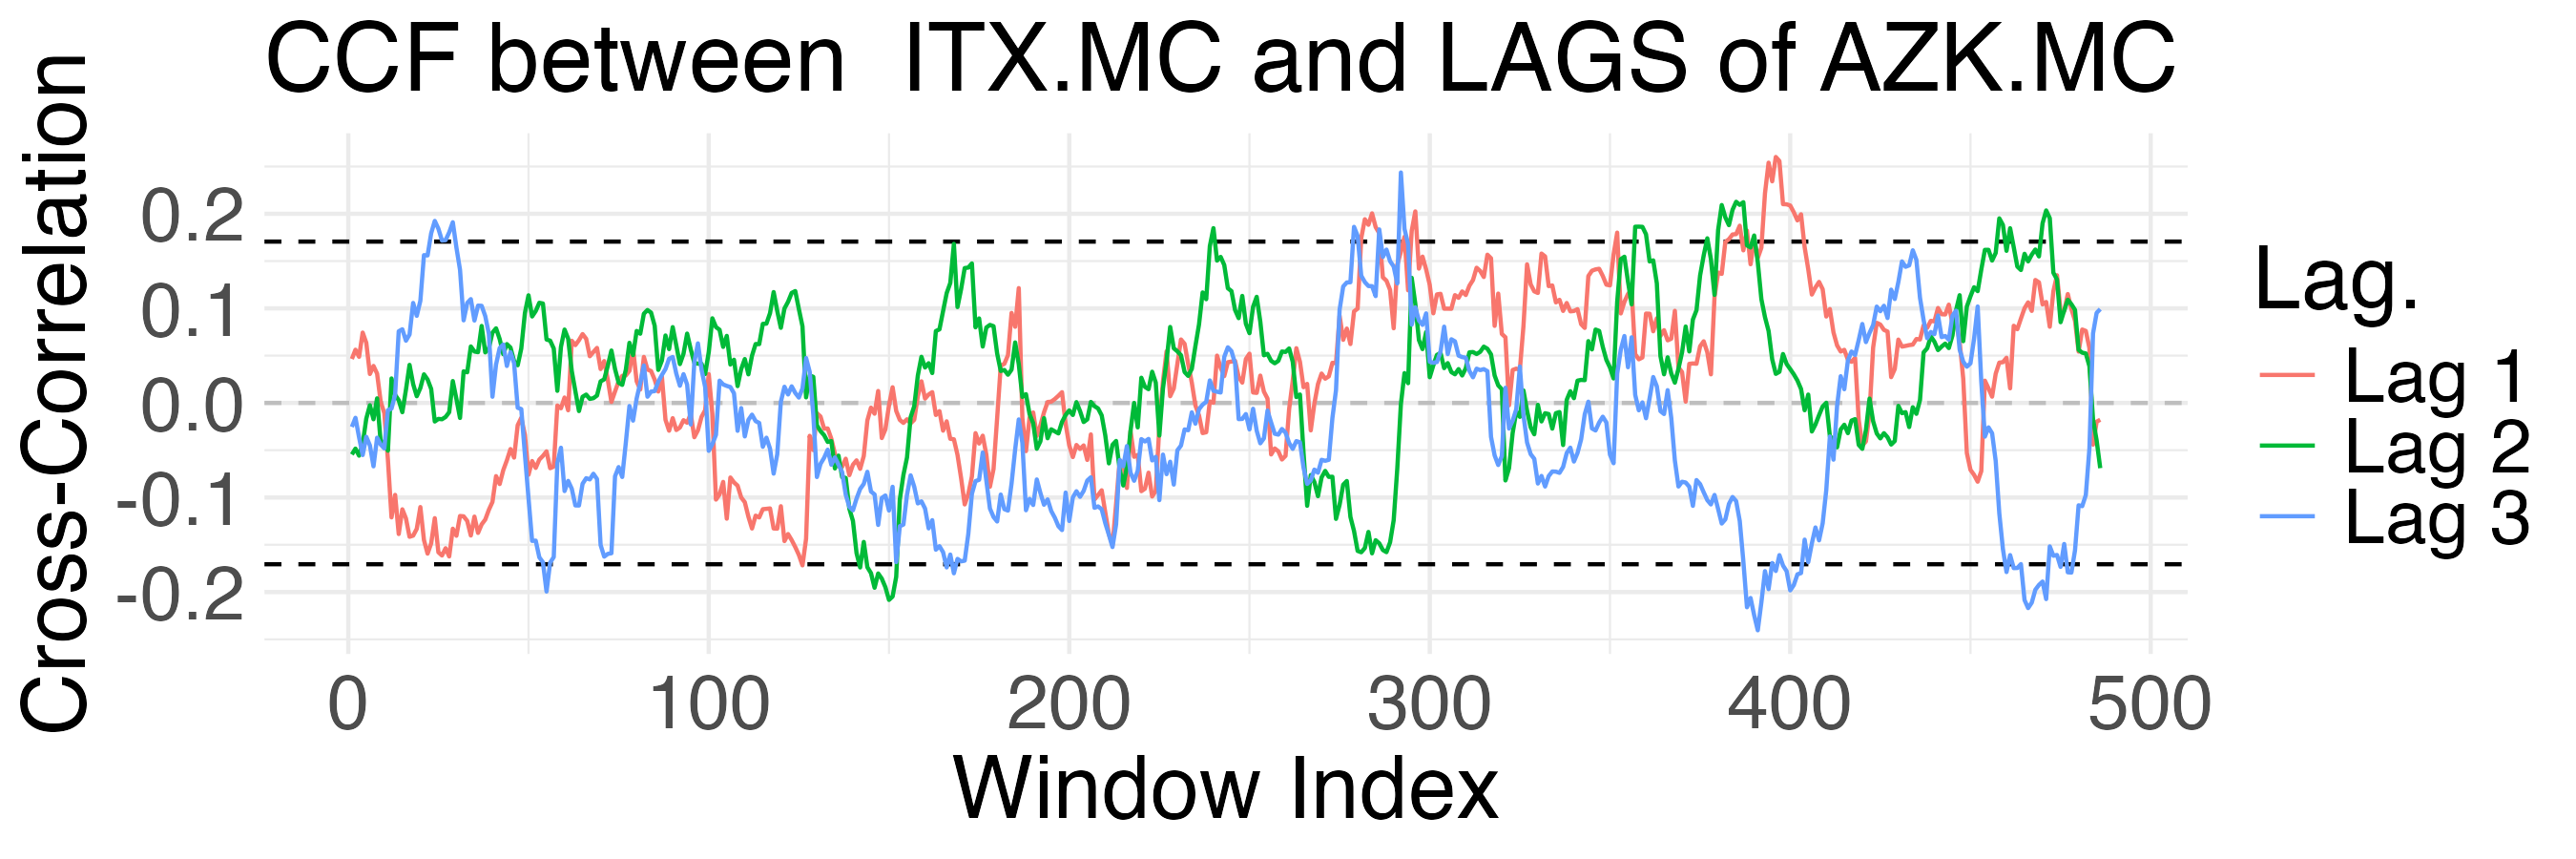 CCF between ITX.MC and LAGS of AZK.MC
Cross-Correlation
0.2
0.1
0.0
-0.1
-0.2
0 100 200 300 400 500
Window Index
Lag.
Lag 1
Lag 2
Lag 3